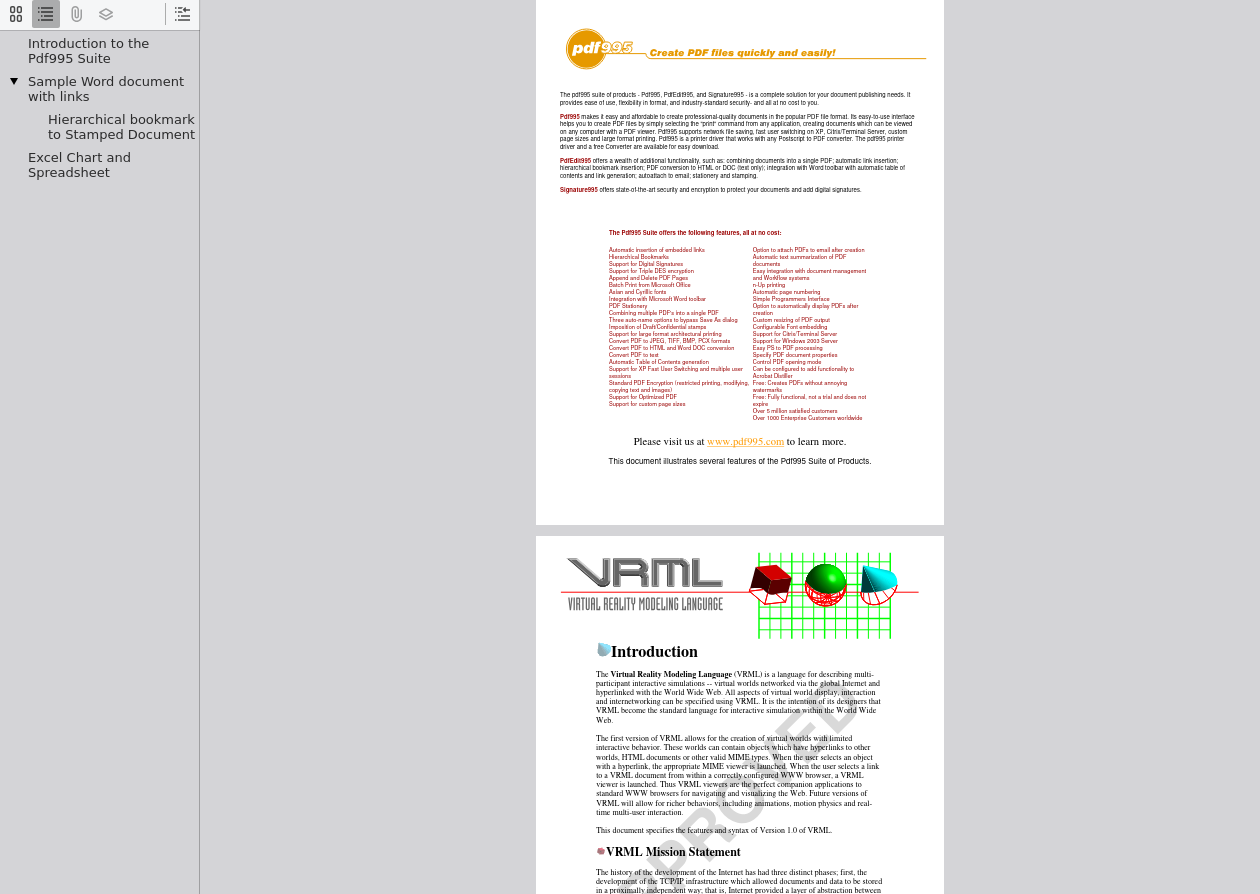 Introduction to the
Pdf995 Suite
Sample Word document
with links
Hierarchical bookmark
to Stamped Document
Excel Chart and
Spreadsheet
pdf995
Create PDF files quickly and easily!
The pdf995 suite of products - Pdf995, PdfEdit995, and Signature995 - is a complete solution for your document publishing needs. It
provides ease of use, flexibility in format, and industry-standard security- and all at no cost to you.
Pdf995 makes it easy and affordable to create professional-quality documents in the popular PDF file format. Its easy-to-use interface
helps you to create PDF files by simply selecting the "print" command from any application, creating documents which can be viewed
on any computer with a PDF viewer. Pdf995 supports network file saving, fast user switching on XP, Citrix/Terminal Server, custom
page sizes and large format printing. Pdf995 is a printer driver that works with any Postscript to PDF converter. The pdf995 printer
driver and a free Converter are available for easy download.
PdfEdit995 offers a wealth of additional functionality, such as: combining documents into a single PDF; automatic link insertion;
hierarchical bookmark insertion; PDF conversion to HTML or DOC (text only); integration with Word toolbar with automatic table of
contents and link generation; autoattach to email; stationery and stamping.
Signature995 offers state-of-the-art security and encryption to protect your documents and add digital signatures.
The Pdf995 Suite offers the following features, all at no cost:
Automatic insertion of embedded links
Hierarchical Bookmarks
Support for Digital Signatures
Support for Triple DES encryption
Append and Delete PDF Pages
Batch Print from Microsoft Office
Asian and Cyrillic fonts
Integration with Microsoft Word toolbar
PDF Stationery
Combining multiple PDF's into a single PDF
Three auto-name options to bypass Save As dialog
Imposition of Draft/Confidential stamps
Support for large format architectural printing
Convert PDF to JPEG, TIFF, BMP, PCX formats
Convert PDF to HTML and Word DOC conversion
Convert PDF to text
Automatic Table of Contents generation
Support for XP Fast User Switching and multiple user
sessions
Standard PDF Encryption (restricted printing, modifying,
copying text and images)
Support for Optimized PDF
Support for custom page sizes
Option to attach PDFs to email after creation
Automatic text summarization of PDF
documents
Easy integration with document management
and Workflow systems
n-Up printing
Automatic page numbering
Simple Programmers Interface
Option to automatically display PDFs after
creation
Custom resizing of PDF output
Configurable Font embedding
Support for Citrix/Terminal Server
Support for Windows 2003 Server
Easy PS to PDF processing
Specify PDF document properties
Control PDF opening mode
Can be configured to add functionality to
Acrobat Distiller
Free: Creates PDFs without annoying
watermarks
Free: Fully functional, not a trial and does not
expire
Over 5 million satisfied customers
Over 1000 Enterprise Customers worldwide
Please visit us at www.pdf995.com to learn more.
This document illustrates several features of the Pdf995 Suite of Products.
VRML
VIRTUAL REALITY MODELING LANGUAGE
Introduction
The Virtual Reality Modeling Language (VRML) is a language for describing multi-
participant interactive simulations -- virtual worlds networked via the global Internet and
hyperlinked with the World Wide Web. All aspects of virtual world display, interaction
and internetworking can be specified using VRML. It is the intention of its designers that
VRML become the standard language for interactive simulation within the World Wide
Web.
The first version of VRML allows for the creation of virtual worlds with limited
interactive behavior. These worlds can contain objects which have hyperlinks to other
worlds, HTML documents or other valid MIME types. When the user selects an object
with a hyperlink, the appropriate MIME viewer is launched. When the user selects a link
to a VRML document from within a correctly configured WWW browser, a VRML
viewer is launched. Thus VRML viewers are the perfect companion applications to
standard WWW browsers for navigating and visualizing the Web. Future versions of
VRML will allow for richer behaviors, including animations, motion physics and real-
time multi-user interaction.
This document specifies the features and syntax of Version 1.0 of VRML.
VRML Mission Statement
The history of the development of the Internet has had three distinct phases; first, the
development of the TCP/IP infrastructure which allowed documents and data to be stored
in a proximally independent way; that is, Internet provided a layer of abstraction between